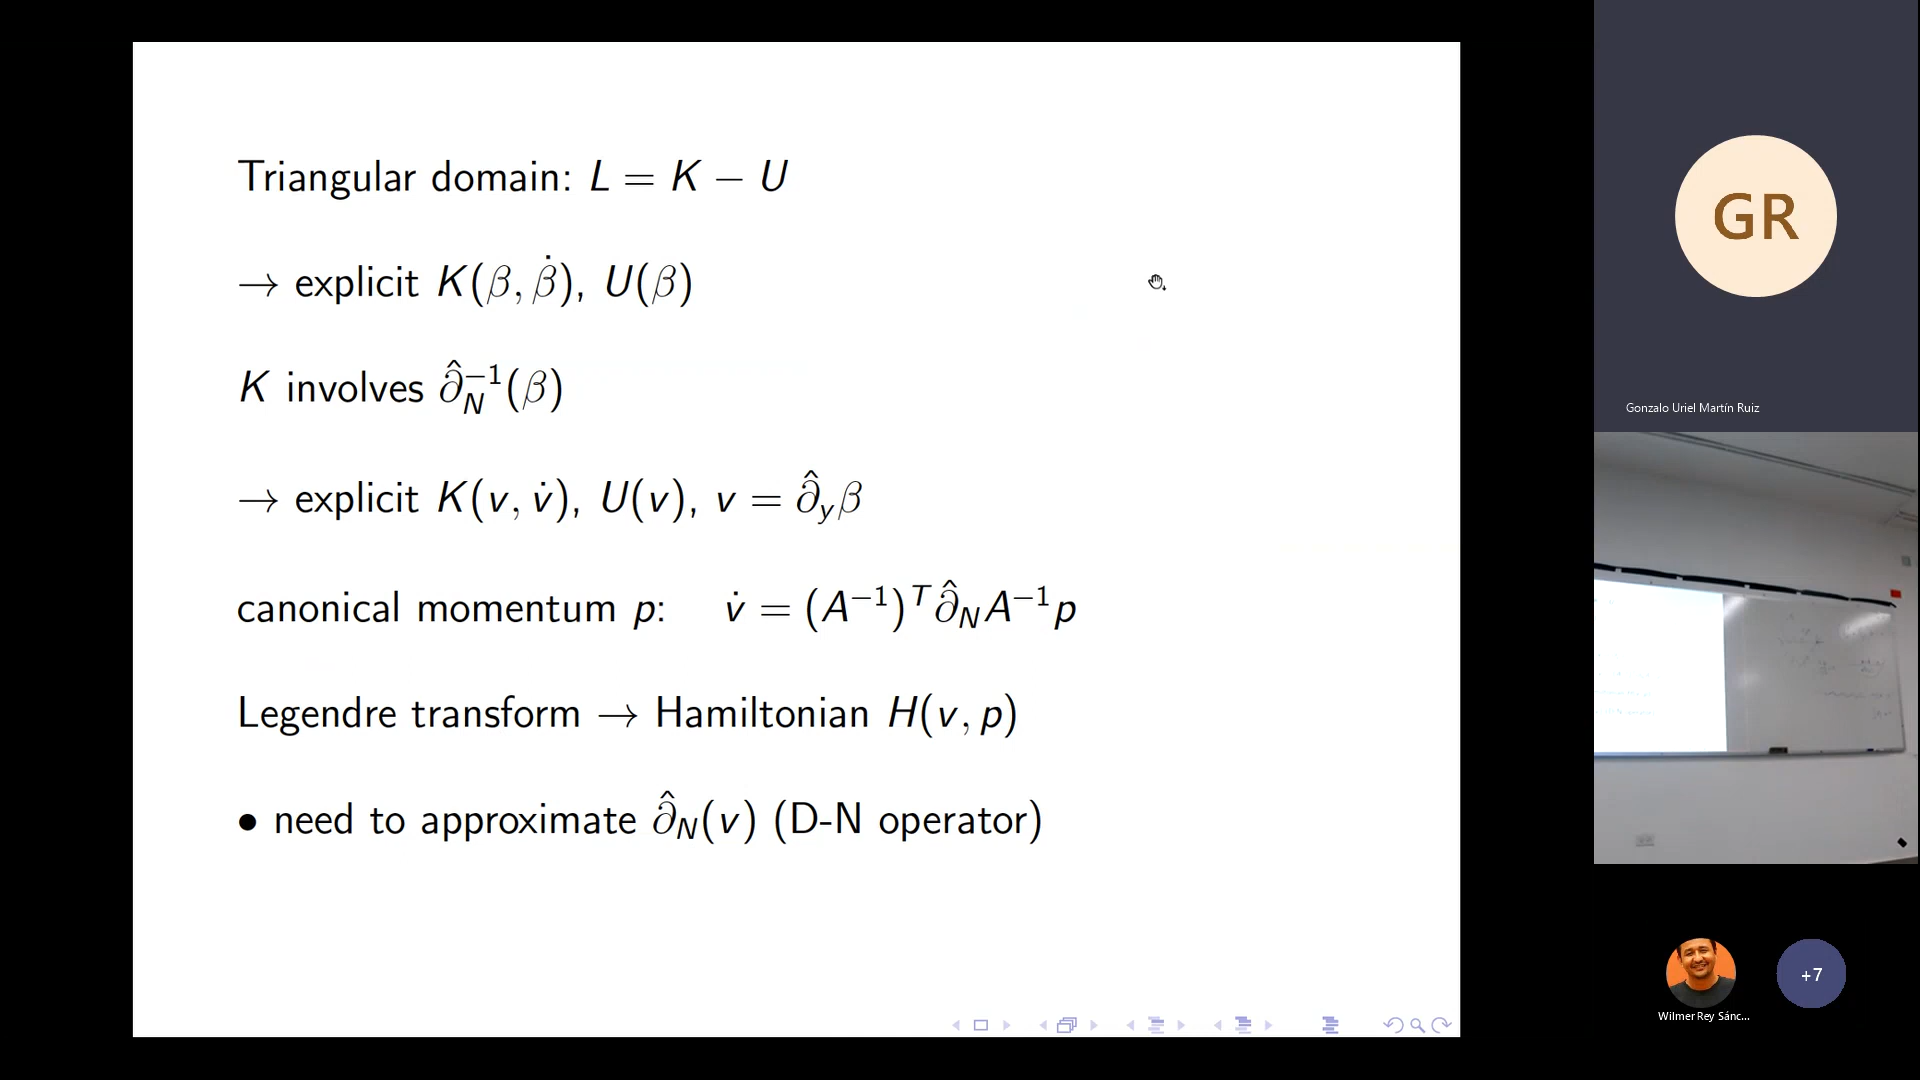 Triangular domain: L = K − U
→ explicit K(β, β̇), U(β)
K involves ∂̂_N^{−1}(β)
→ explicit K(v, v̇), U(v), v = ∂̂_yβ
canonical momentum p: v̇ = (A^{−1})^T ∂̂_N A^{−1}p
Legendre transform → Hamiltonian H(v, p)
• need to approximate ∂̂_N(v) (D-N operator)
GR
Gonzalo Uriel Martín Ruiz
Wilmer Rey Sánc...
+7